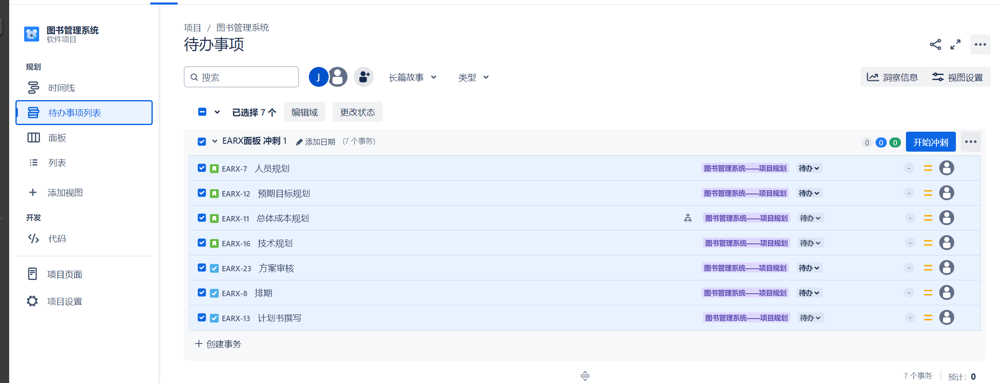 图书管理系统
软件项目
规划
时间线
待办事项列表
面板
列表
添加视图
开发
代码
项目页面
项目设置
项目 / 图书管理系统
待办事项
搜索 J 长篇故事 类型 洞察信息 视图设置
已选择 7 个 编辑域 更改状态
EARX面板 冲刺 1 添加日期 (7 个事务) 0 0 0 开始冲刺
EARX-7 人员规划 图书管理系统——项目规划 待办 -
EARX-12 预期目标规划 图书管理系统——项目规划 待办 -
EARX-11 总体成本规划 图书管理系统——项目规划 待办 -
EARX-16 技术规划 图书管理系统——项目规划 待办 -
EARX-23 方案审核 图书管理系统——项目规划 待办 -
EARX-8 排期 图书管理系统——项目规划 待办 -
EARX-13 计划书撰写 图书管理系统——项目规划 待办 -
+ 创建事务
7 个事务 预计：0